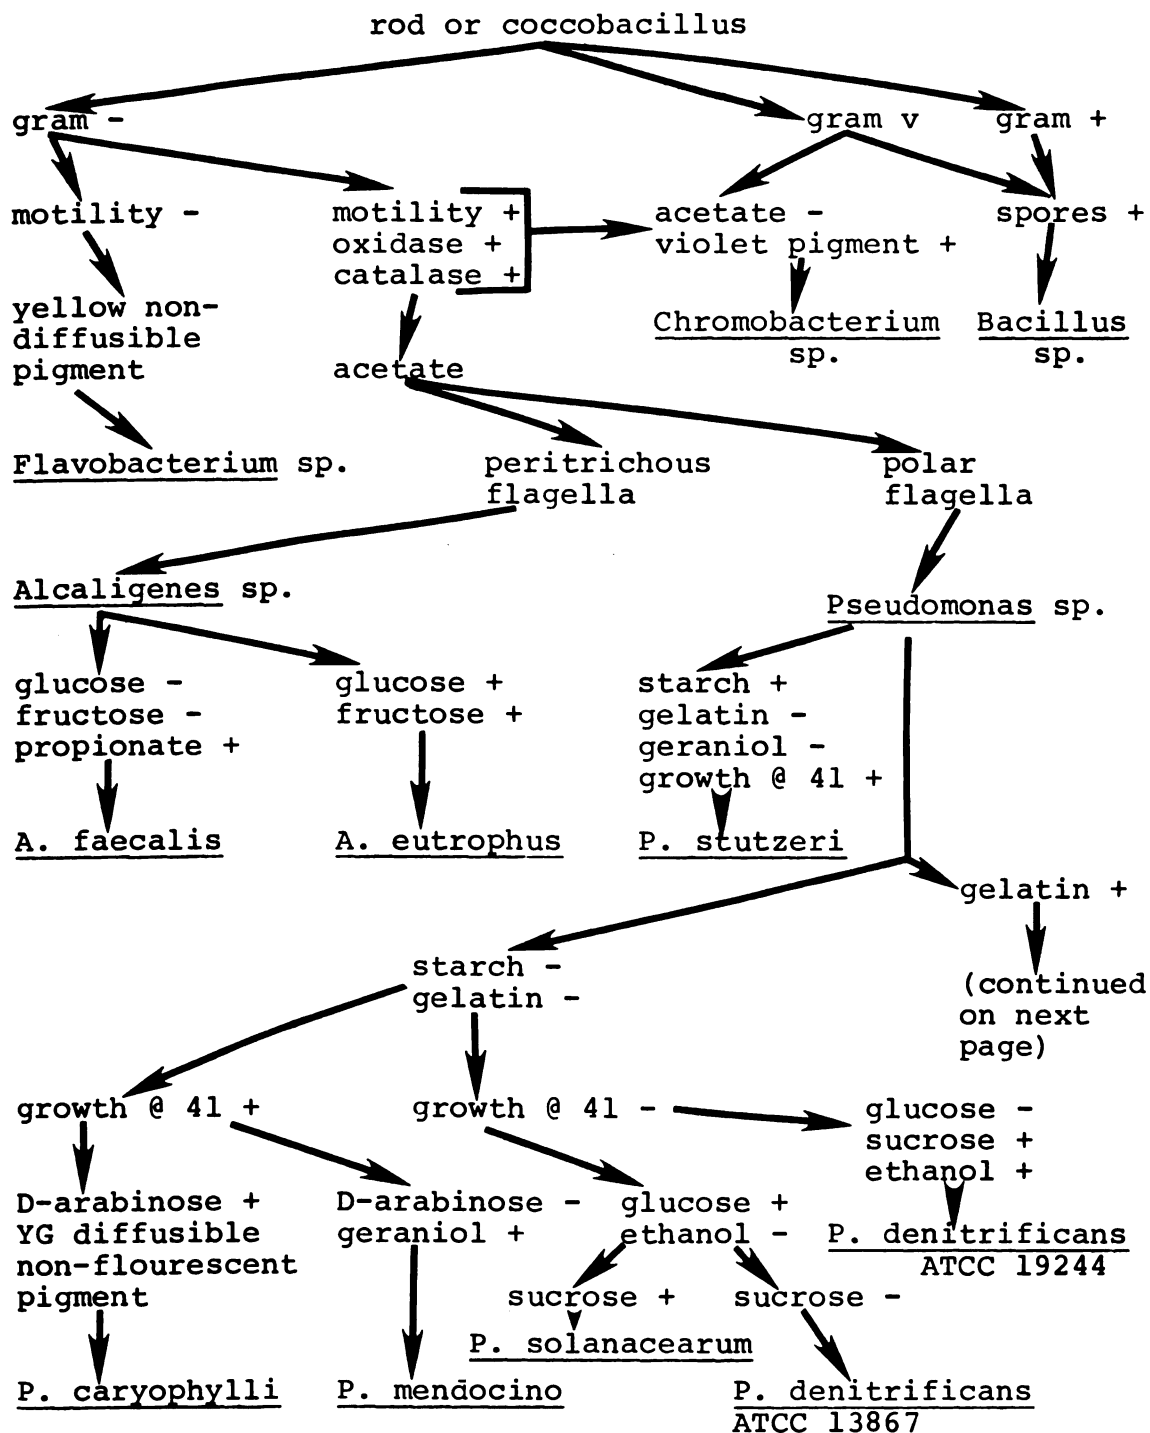 rod or coccobacillus
gram -
gram v
gram +
motility -
motility +
oxidase +
catalase +
acetate -
violet pigment +
spores +
yellow non-
diffusible
pigment
Chromobacterium
sp.
Bacillus
sp.
acetate
Flavobacterium sp.
peritrichous
flagella
polar
flagella
Alcaligenes sp.
Pseudomonas sp.
glucose -
fructose -
propionate +
glucose +
fructose +
starch +
gelatin -
geraniol -
growth @ 41 +
A. faecalis
A. eutrophus
P. stutzeri
gelatin +
(continued
on next
page)
starch -
gelatin -
growth @ 41 +
growth @ 41 -
glucose -
sucrose +
ethanol +
P. denitrificans
ATCC 19244
D-arabinose +
YG diffusible
non-flourescent
pigment
D-arabinose -
geraniol +
glucose +
ethanol -
sucrose +
sucrose -
P. solanacearum
P. caryophylli
P. mendocino
P. denitrificans
ATCC 13867